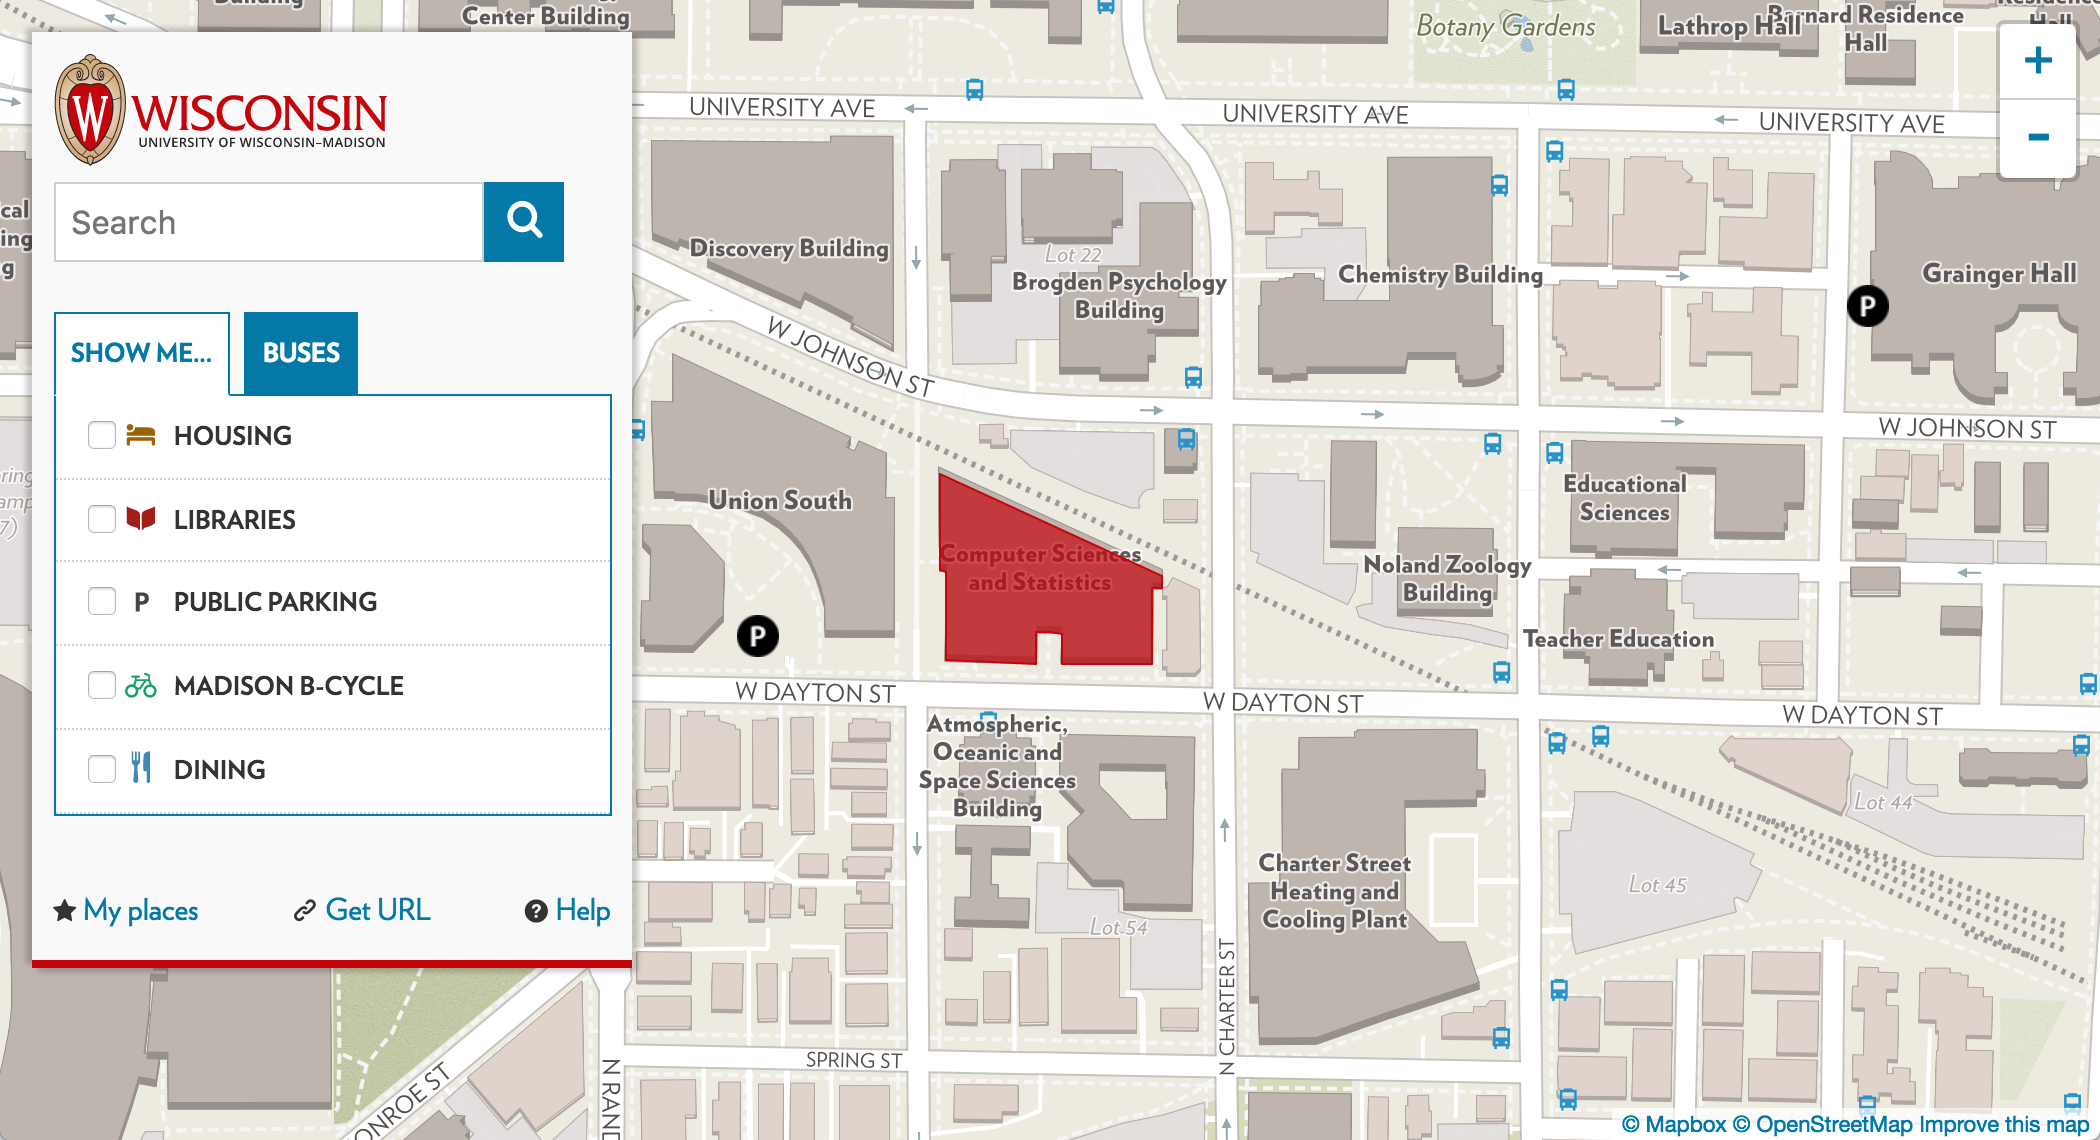 Building
Center Building
Botany Gardens
Lathrop Hall
Barnard Residence
Hall
Hall
+
-
W
WISCONSIN
UNIVERSITY OF WISCONSIN–MADISON
Search
SHOW ME...
BUSES
HOUSING
LIBRARIES
P PUBLIC PARKING
MADISON B-CYCLE
DINING
My places
Get URL
? Help
UNIVERSITY AVE
UNIVERSITY AVE
UNIVERSITY AVE
Discovery Building
Lot 22
Brogden Psychology
Building
Chemistry Building
Grainger Hall
P
W JOHNSON ST
W JOHNSON ST
Union South
Computer Sciences
and Statistics
Educational
Sciences
Noland Zoology
Building
Teacher Education
P
W DAYTON ST
W DAYTON ST
W DAYTON ST
Atmospheric,
Oceanic and
Space Sciences
Building
Lot 44
Charter Street
Heating and
Cooling Plant
Lot 45
Lot 54
N CHARTER ST
SPRING ST
ONROE ST
N RAND
© Mapbox © OpenStreetMap Improve this map